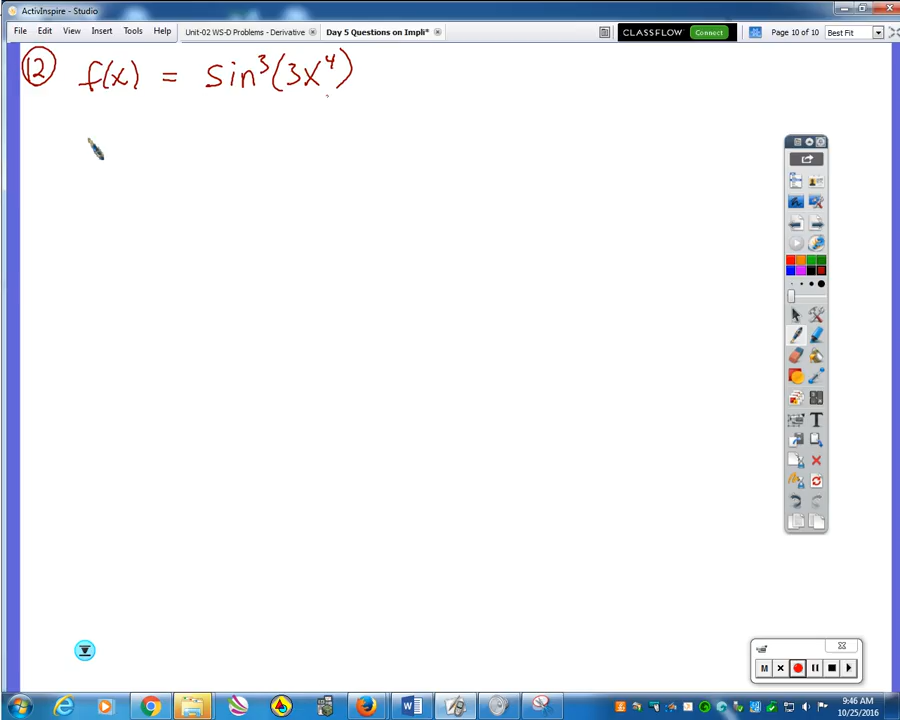 ActivInspire - Studio
File Edit View Insert Tools Help Unit-02 WS-D Problems - Derivative Day 5 Questions on Impli* CLASSFLOW Connect Page 10 of 10 Best Fit
12 f(x) = sin³(3x⁴)
T
M
W
9:46 AM
10/25/2016